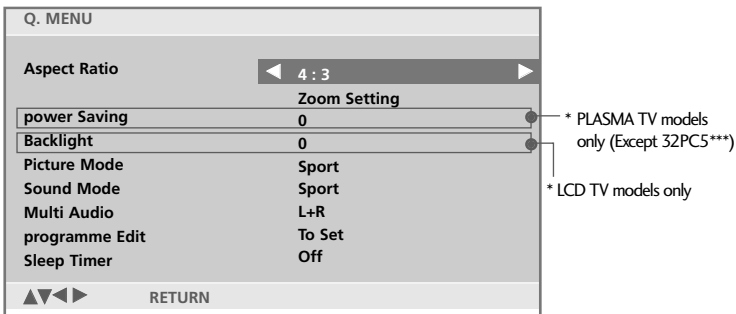 Q. MENU
Aspect Ratio 4 : 3
Zoom Setting
power Saving 0
* PLASMA TV models
only (Except 32PC5***)
Backlight 0
Picture Mode Sport
Sound Mode Sport
* LCD TV models only
Multi Audio L+R
programme Edit To Set
Sleep Timer Off
RETURN